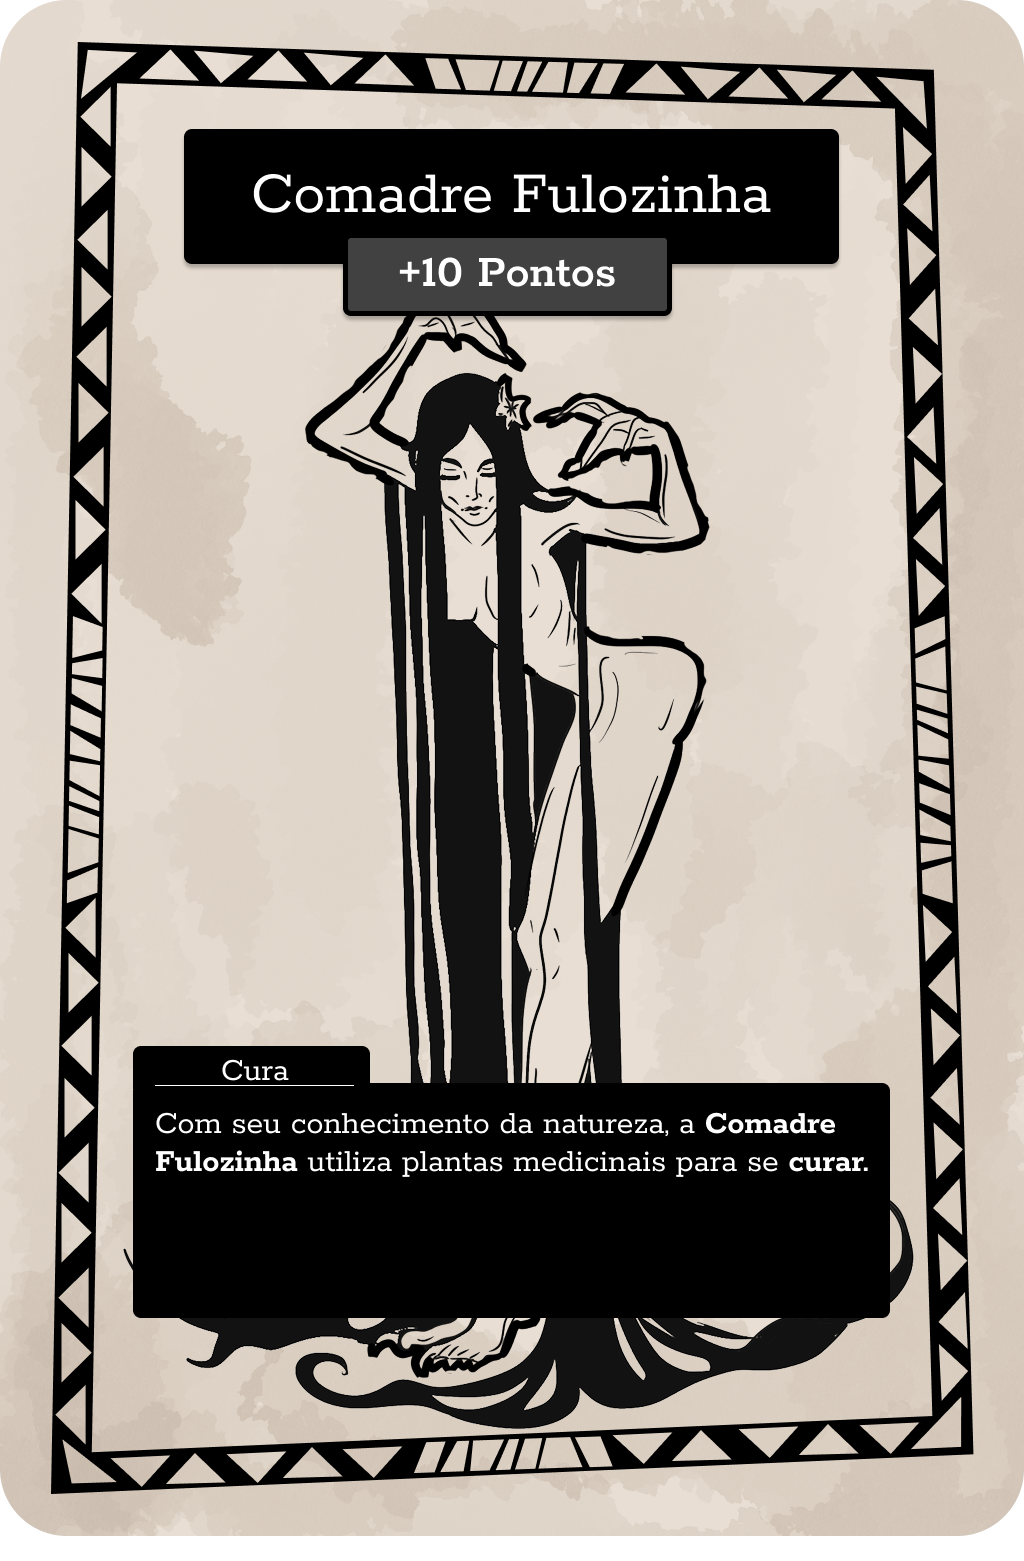 Comadre Fulozinha
+10 Pontos
Cura
Com seu conhecimento da natureza, a Comadre
Fulozinha utiliza plantas medicinais para se curar.